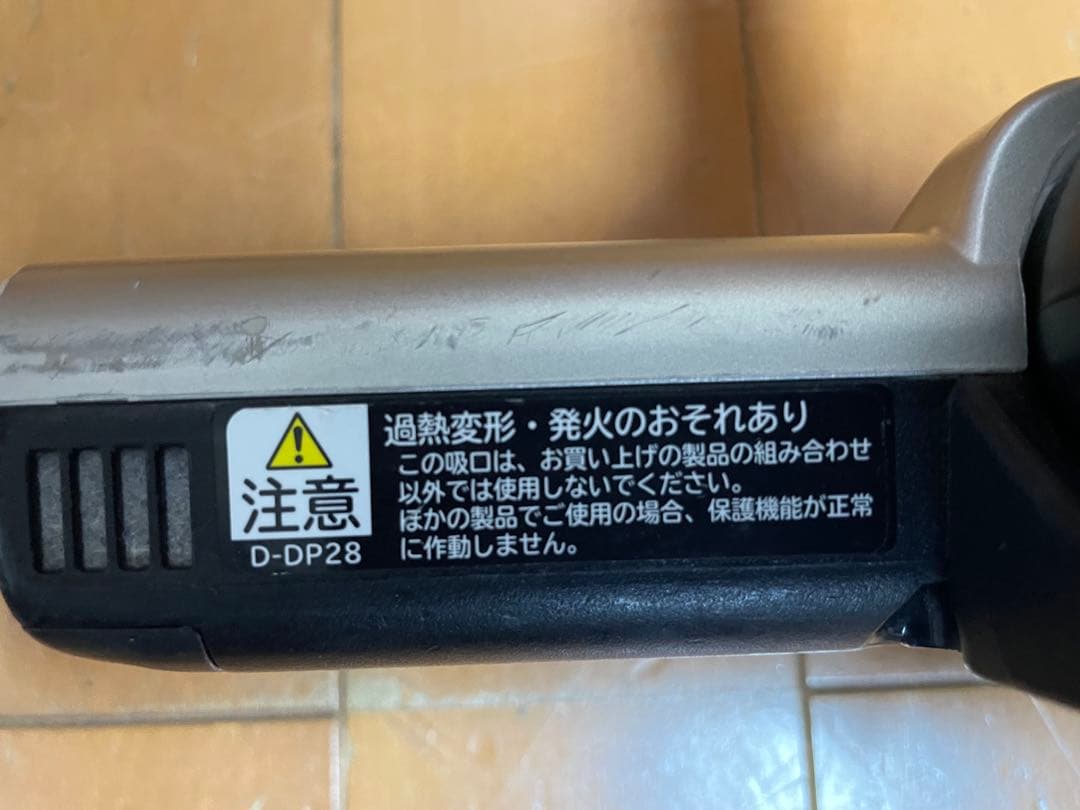 注意
D-DP28
過熱変形・発火のおそれあり
この吸口は、お買い上げの製品の組み合わせ
以外では使用しないでください。
ほかの製品でご使用の場合、保護機能が正常
に作動しません。